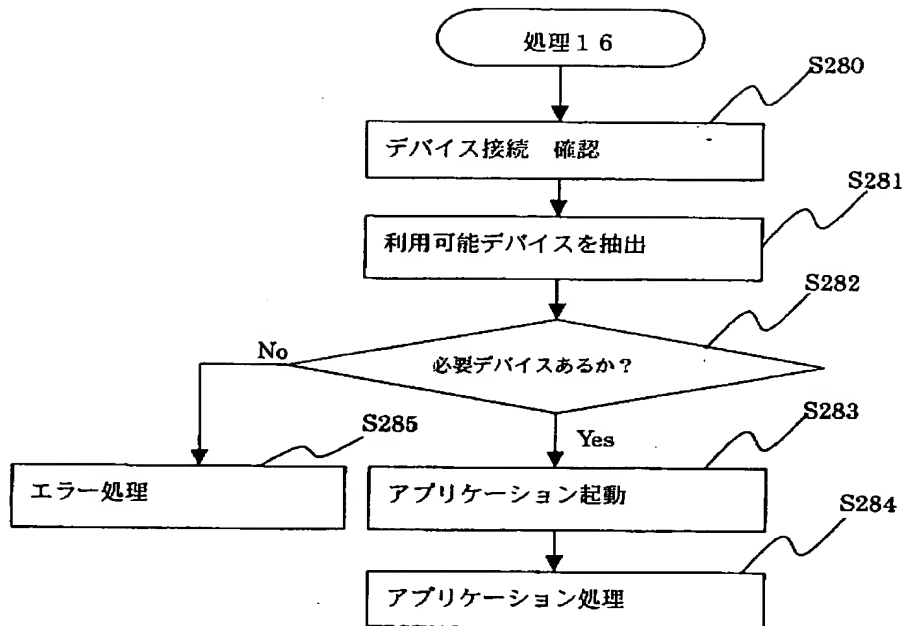 処理16
S280
デバイス接続　確認
S281
利用可能デバイスを抽出
S282
必要デバイスあるか？
No
Yes
S285
エラー処理
S283
アプリケーション起動
S284
アプリケーション処理